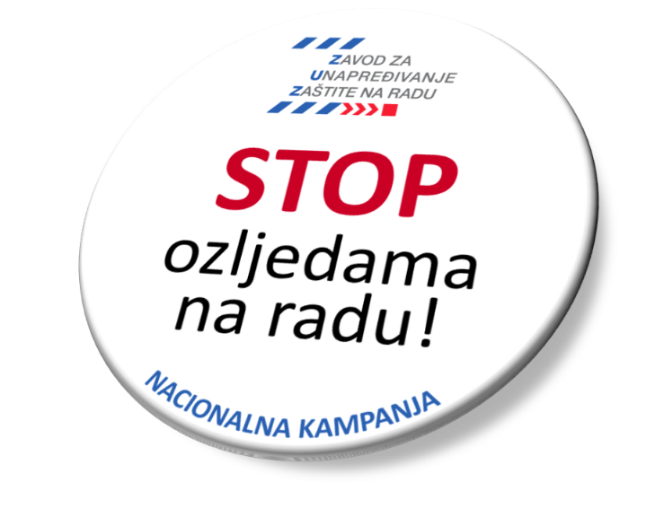 ZAVOD ZA
UNAPREĐIVANJE
ZAŠTITE NA RADU
STOP
ozljedama
na radu!
NACIONALNA KAMPANJA